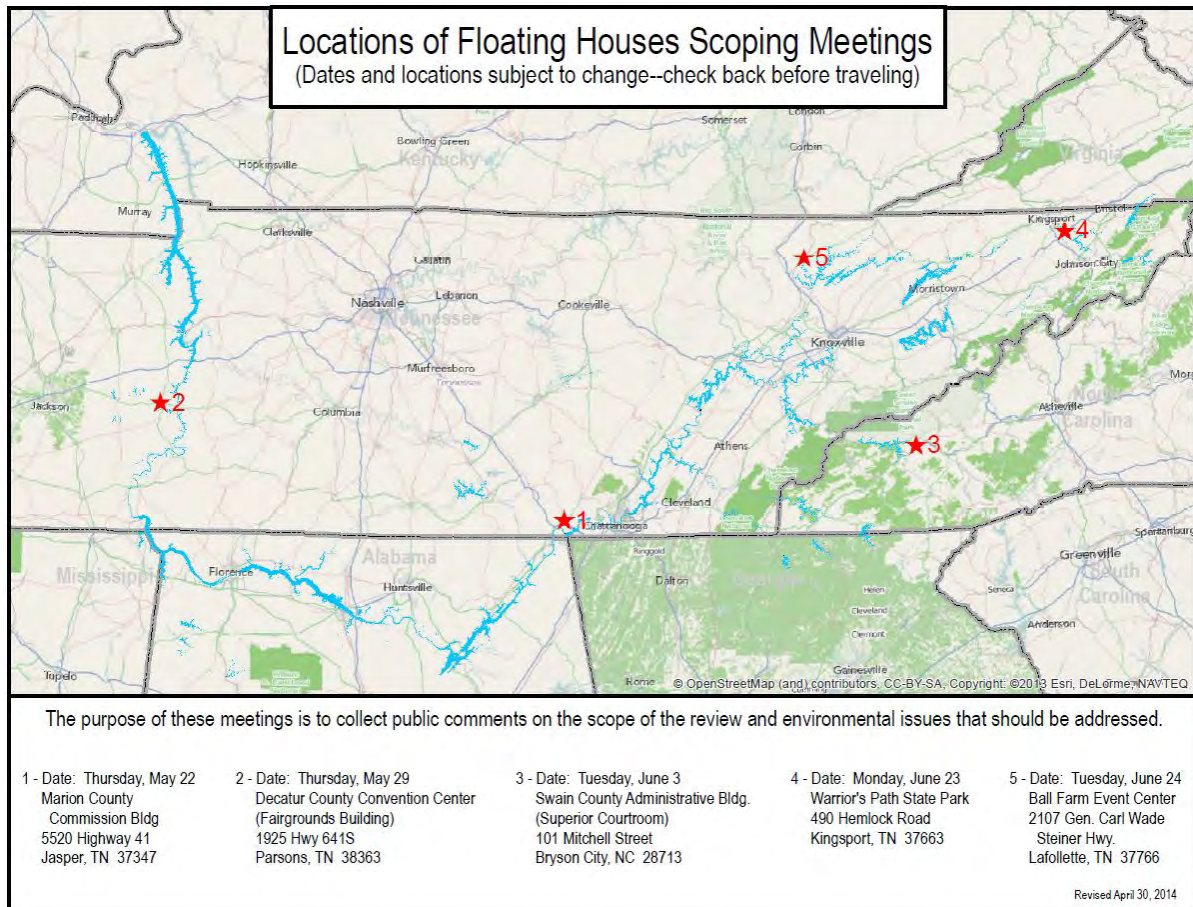 Locations of Floating Houses Scoping Meetings
(Dates and locations subject to change--check back before traveling)
Paducah
Bowling Green
Kentucky
Somerset
London
Corbin
Hopkinsville
Virginia
Murray
Clarksville
Kingsport
Bristol
4
Johnson City
5
Gallatin
Nashville
Lebanon
Tennessee
Cookeville
Morristown
Knoxville
Murfreesboro
Tennessee
Jackson
2
Columbia
Asheville
Carolina
Athens
3
Cleveland
1
Chattanooga
Spartanburg
Ringgold
Greenville
South
Carolina
Mississippi
Florence
Alabama
Huntsville
Dalton
Helen
Seneca
Cleveland
Anderson
Clermont
Gainesville
Tupelo
Rome
© OpenStreetMap (and) contributors, CC-BY-SA, Copyright: ©2013 Esri, DeLorme, NAVTEQ
The purpose of these meetings is to collect public comments on the scope of the review and environmental issues that should be addressed.
1 - Date: Thursday, May 22
Marion County
Commission Bldg
5520 Highway 41
Jasper, TN 37347
2 - Date: Thursday, May 29
Decatur County Convention Center
(Fairgrounds Building)
1925 Hwy 641S
Parsons, TN 38363
3 - Date: Tuesday, June 3
Swain County Administrative Bldg.
(Superior Courtroom)
101 Mitchell Street
Bryson City, NC 28713
4 - Date: Monday, June 23
Warrior's Path State Park
490 Hemlock Road
Kingsport, TN 37663
5 - Date: Tuesday, June 24
Ball Farm Event Center
2107 Gen. Carl Wade
Steiner Hwy.
Lafollette, TN 37766
Revised April 30, 2014